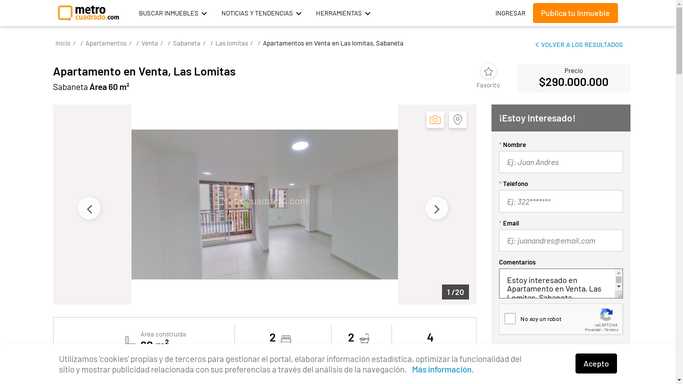 metro
cuadrado.com
BUSCAR INMUEBLES
NOTICIAS Y TENDENCIAS
HERRAMIENTAS
INGRESAR
Publica tu Inmueble
Inicio / / Apartamentos / / Venta / / Sabaneta / / Las lomitas / / Apartamentos en Venta en Las lomitas, Sabaneta
VOLVER A LOS RESULTADOS
Apartamento en Venta, Las Lomitas
Sabaneta Área 60 m²
Favorito
Precio
$290.000.000
1 / 20
¡Estoy Interesado!
* Nombre
Ej: Juan Andres
* Teléfono
Ej: 322*******
* Email
Ej: juanandres@email.com
Comentarios
Estoy interesado en
Apartamento en Venta, Las
Lomitas, Sabaneta
No soy un robot
reCAPTCHA
Privacidad - Términos
Área construida
60 m²
2
2
4
Utilizamos 'cookies' propias y de terceros para gestionar el portal, elaborar información estadística, optimizar la funcionalidad del
sitio y mostrar publicidad relacionada con sus preferencias a través del análisis de la navegación. Más información.
Acepto